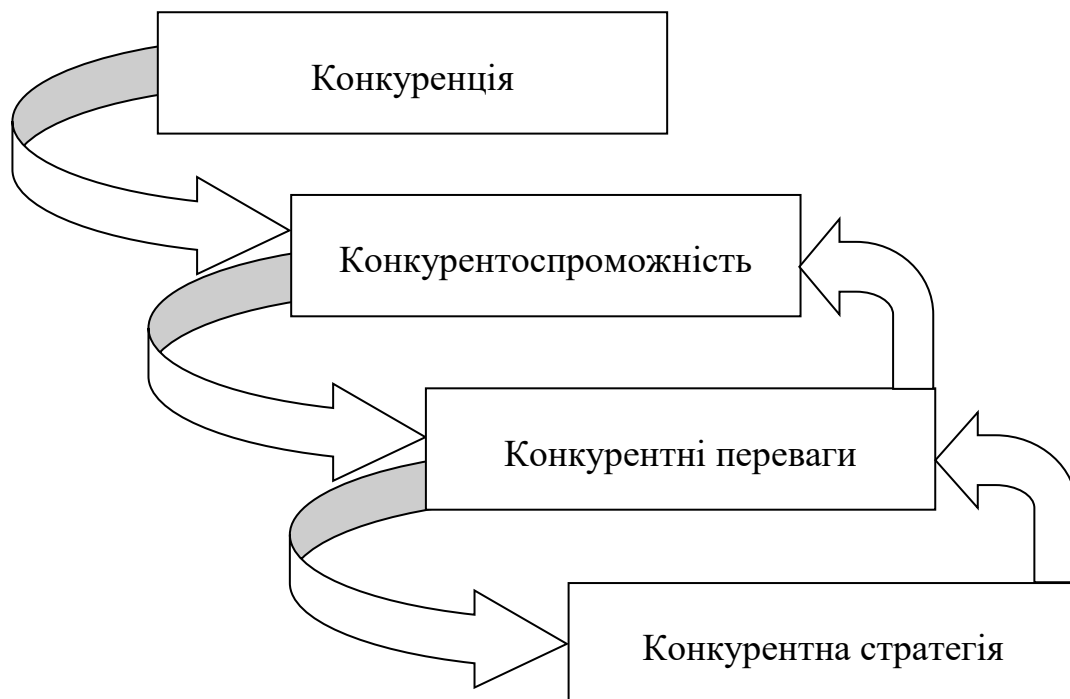 Конкуренція
Конкурентоспроможність
Конкурентні переваги
Конкурентна стратегія